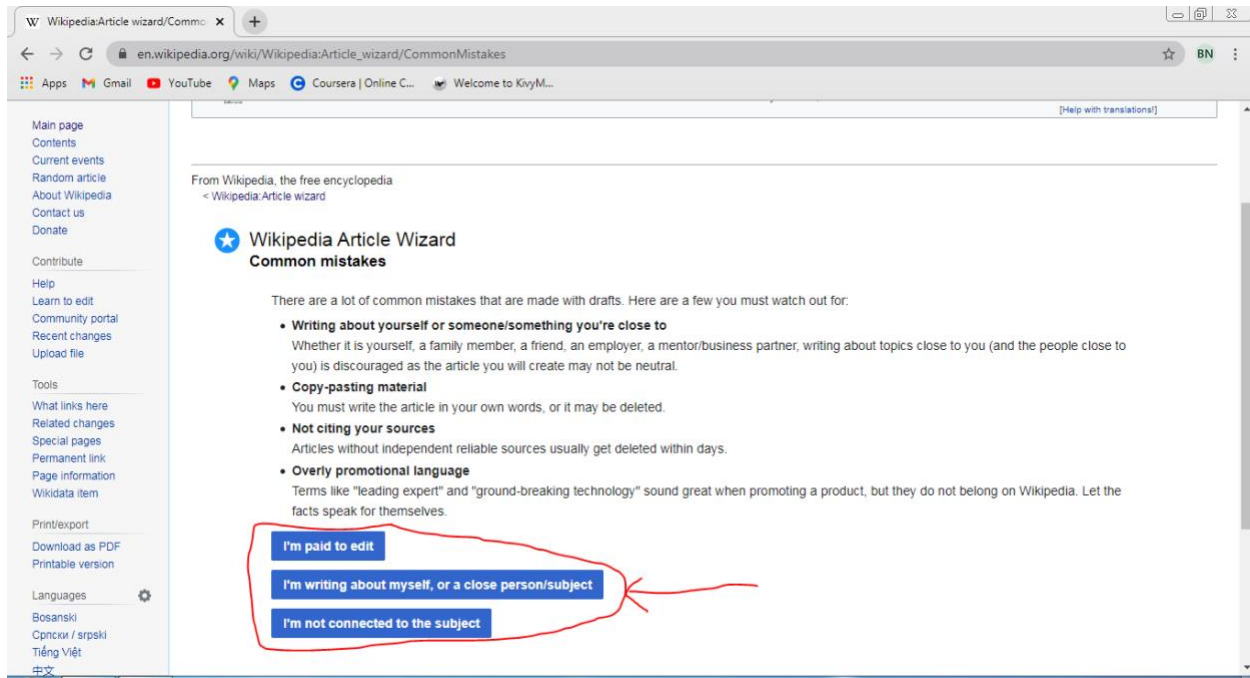 Wikipedia:Article wizard/Commo
en.wikipedia.org/wiki/Wikipedia:Article_wizard/CommonMistakes
BN
Apps
Gmail
YouTube
Maps
Coursera | Online C...
Welcome to KivyM...
[Help with translations!]
Main page
Contents
Current events
Random article
About Wikipedia
Contact us
Donate
Contribute
Help
Learn to edit
Community portal
Recent changes
Upload file
Tools
What links here
Related changes
Special pages
Permanent link
Page information
Wikidata item
Print/export
Download as PDF
Printable version
Languages
Bosanski
Српски / srpski
Tiếng Việt
中文
From Wikipedia, the free encyclopedia
< Wikipedia:Article wizard
Wikipedia Article Wizard
Common mistakes
There are a lot of common mistakes that are made with drafts. Here are a few you must watch out for:
• Writing about yourself or someone/something you're close to
Whether it is yourself, a family member, a friend, an employer, a mentor/business partner, writing about topics close to you (and the people close to
you) is discouraged as the article you will create may not be neutral.
• Copy-pasting material
You must write the article in your own words, or it may be deleted.
• Not citing your sources
Articles without independent reliable sources usually get deleted within days.
• Overly promotional language
Terms like "leading expert" and "ground-breaking technology" sound great when promoting a product, but they do not belong on Wikipedia. Let the
facts speak for themselves.
I'm paid to edit
I'm writing about myself, or a close person/subject
I'm not connected to the subject